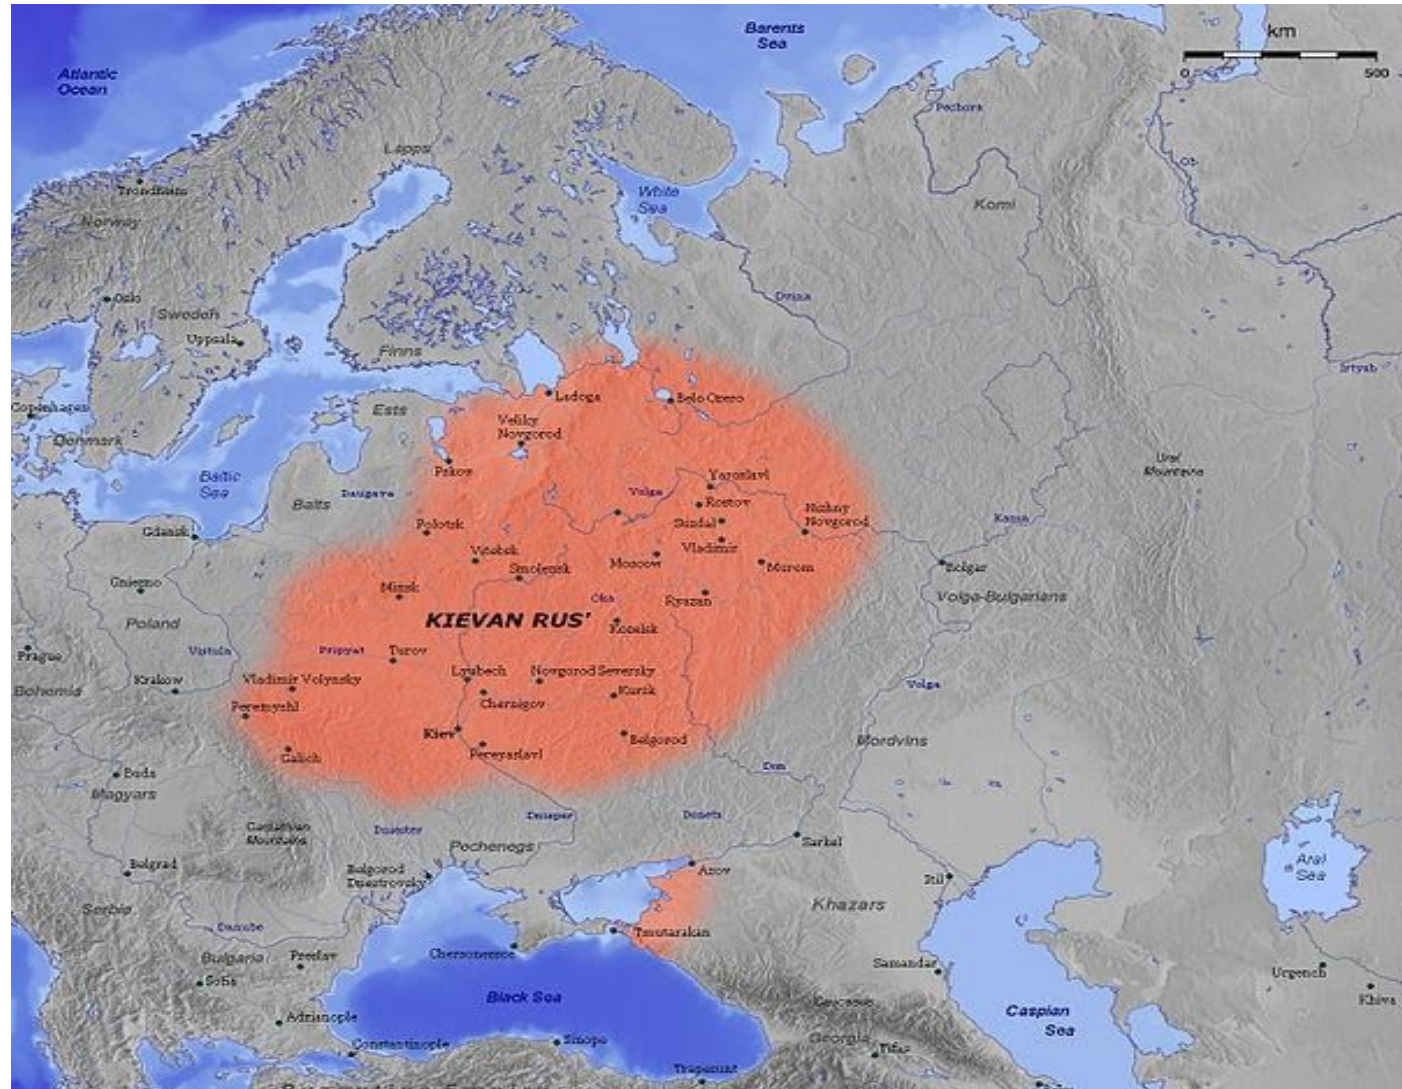 Barents
Sea
km
0
500
Atlantic
Ocean
Pechora
Lapps
Ob
Trondheim
White
Sea
Komi
Norway
Dvina
Oslo
Swedeh
Uppsala
Finns
Irtysh
Ladoga
Belo Ozero
Copenhagen
Ests
Veliky
Novgorod
Denmark
Pskov
Ural
Mountains
Baltic
Sea
Daugava
Balts
Volga
Yaroslavl
Rostov
Nizhny
Novgorod
Kama
Gdansk
Polotsk
Suzdal
Vladimir
Vitebsk
Smolensk
Moscow
Murom
Bolgar
Gniezno
Minsk
Oka
Ryazan
Volga-Bulgarians
KIEVAN RUS'
Kozelsk
Poland
Prague
Vistula
Pripyat
Turov
Bohemia
Krakow
Vladimir Volynsky
Lyubech
Novgorod Seversky
Kursk
Volga
Peremyshl
Chernigov
Kiev
Belgorod
Mordvins
Galich
Pereyaslavl
Buda
Don
Magyars
Carpathian
Mountains
Dniester
Dnieper
Donets
Pechenegs
Sarkel
Belgrad
Belgorod
Dnestrovsky
Azov
Itil
Aral
Sea
Serbia
Khazars
Danube
Tmutarakan
Bulgaria
Preslav
Chersonesos
Samandar
Urgench
Sofia
Black Sea
Caucasus
Khiva
Caspian
Sea
Adrianople
Constantinople
Sinope
Georgia
Tiflis
Trapezunt